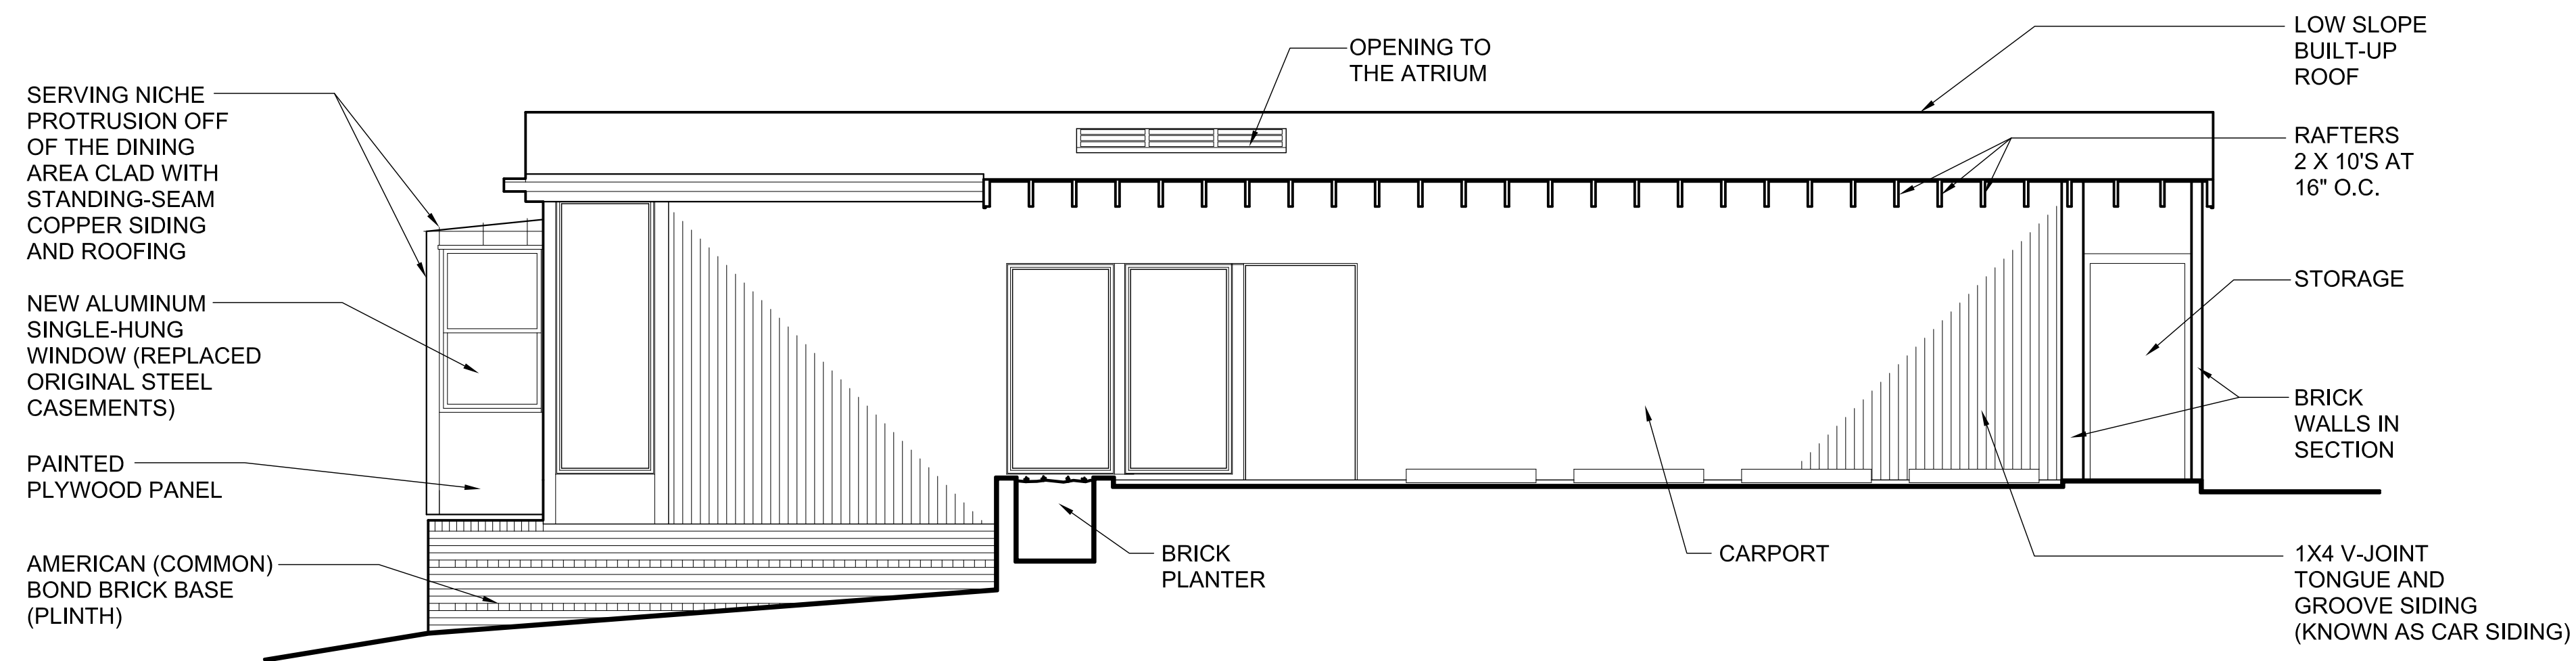 SERVING NICHE
PROTRUSION OFF
OF THE DINING
AREA CLAD WITH
STANDING-SEAM
COPPER SIDING
AND ROOFING
NEW ALUMINUM
SINGLE-HUNG
WINDOW (REPLACED
ORIGINAL STEEL
CASEMENTS)
PAINTED
PLYWOOD PANEL
AMERICAN (COMMON)
BOND BRICK BASE
(PLINTH)
OPENING TO
THE ATRIUM
BRICK
PLANTER
CARPORT
LOW SLOPE
BUILT-UP
ROOF
RAFTERS
2 X 10'S AT
16" O.C.
STORAGE
BRICK
WALLS IN
SECTION
1X4 V-JOINT
TONGUE AND
GROOVE SIDING
(KNOWN AS CAR SIDING)